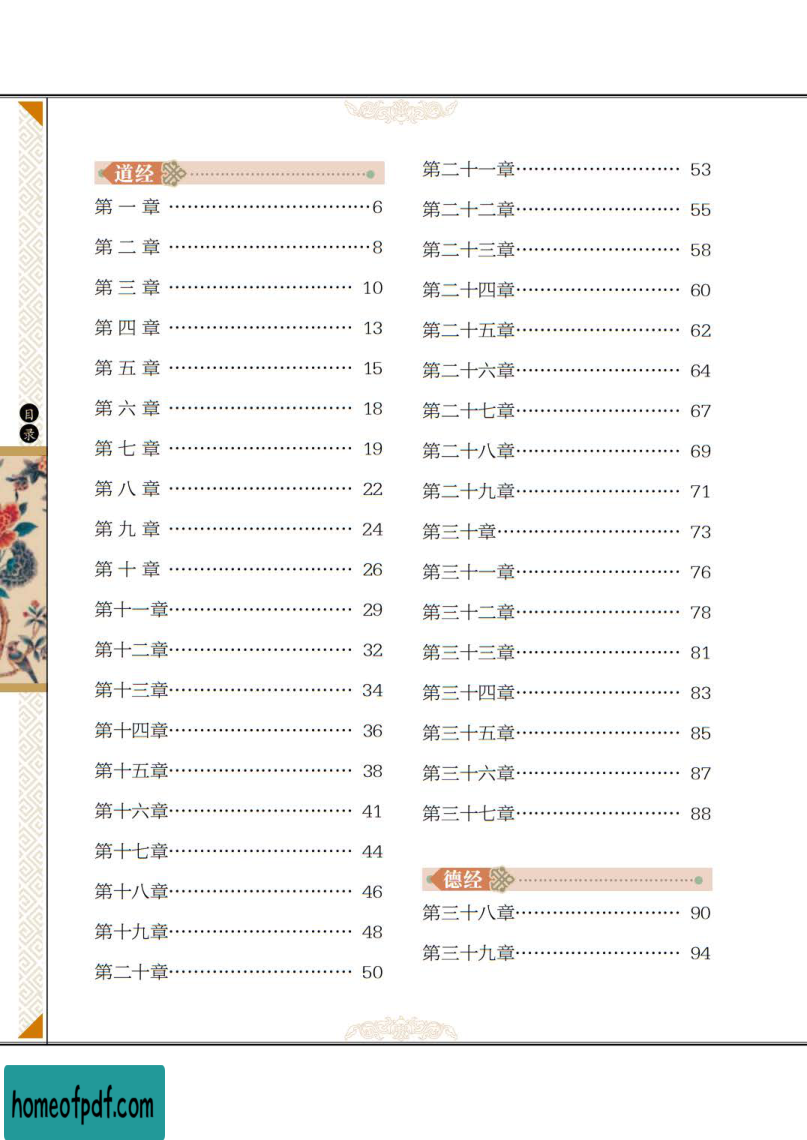 目
录
道经
第一章 ……………………………6
第二章 ……………………………8
第三章 ………………………… 10
第四章 ………………………… 13
第五章 ………………………… 15
第六章 ………………………… 18
第七章 ………………………… 19
第八章 ………………………… 22
第九章 ………………………… 24
第十章 ………………………… 26
第十一章………………………… 29
第十二章………………………… 32
第十三章………………………… 34
第十四章………………………… 36
第十五章………………………… 38
第十六章………………………… 41
第十七章………………………… 44
第十八章………………………… 46
第十九章………………………… 48
第二十章………………………… 50
第二十一章……………………… 53
第二十二章……………………… 55
第二十三章……………………… 58
第二十四章……………………… 60
第二十五章……………………… 62
第二十六章……………………… 64
第二十七章……………………… 67
第二十八章……………………… 69
第二十九章……………………… 71
第三十章………………………… 73
第三十一章……………………… 76
第三十二章……………………… 78
第三十三章……………………… 81
第三十四章……………………… 83
第三十五章……………………… 85
第三十六章……………………… 87
第三十七章……………………… 88
德经
第三十八章……………………… 90
第三十九章……………………… 94
homeofpdf.com